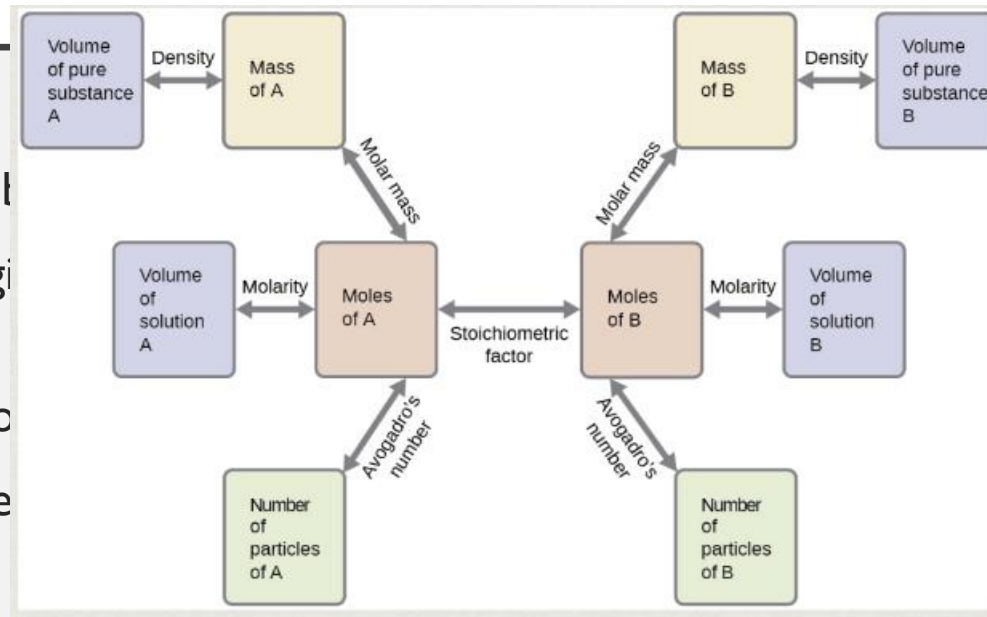 Volume
of pure
substance
A
Density
Mass
of A
Mass
of B
Density
Volume
of pure
substance
B
Molar mass
Molar mass
Volume
of
solution
A
Molarity
Moles
of A
Stoichiometric
factor
Moles
of B
Molarity
Volume
of
solution
B
Avogadro's
number
Avogadro's
number
Number
of
particles
of A
Number
of
particles
of B